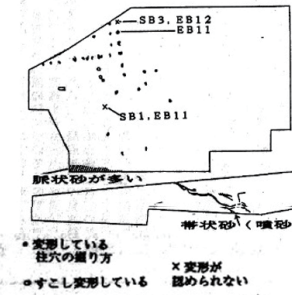 SB3, EB12
EB11
SB1, EB11
脈状砂が多い
帯状砂(噴砂
• 変形している
柱穴の掘り方
○すこし変形している
×変形が
認められない